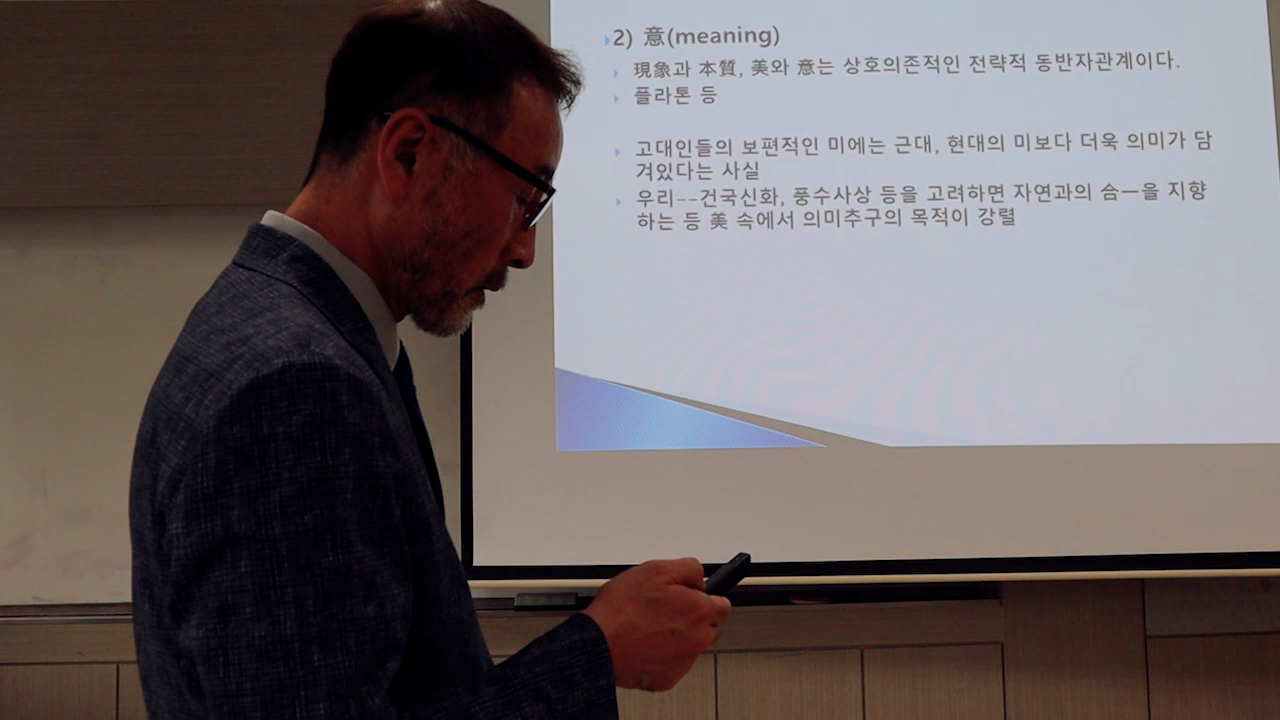 2) 意(meaning)
現象과 本質, 美와 意는 상호의존적인 전략적 동반자관계이다.
플라톤 등
고대인들의 보편적인 미에는 근대, 현대의 미보다 더욱 의미가 담
겨있다는 사실
우리--건국신화, 풍수사상 등을 고려하면 자연과의 合一을 지향
하는 등 美 속에서 의미추구의 목적이 강렬